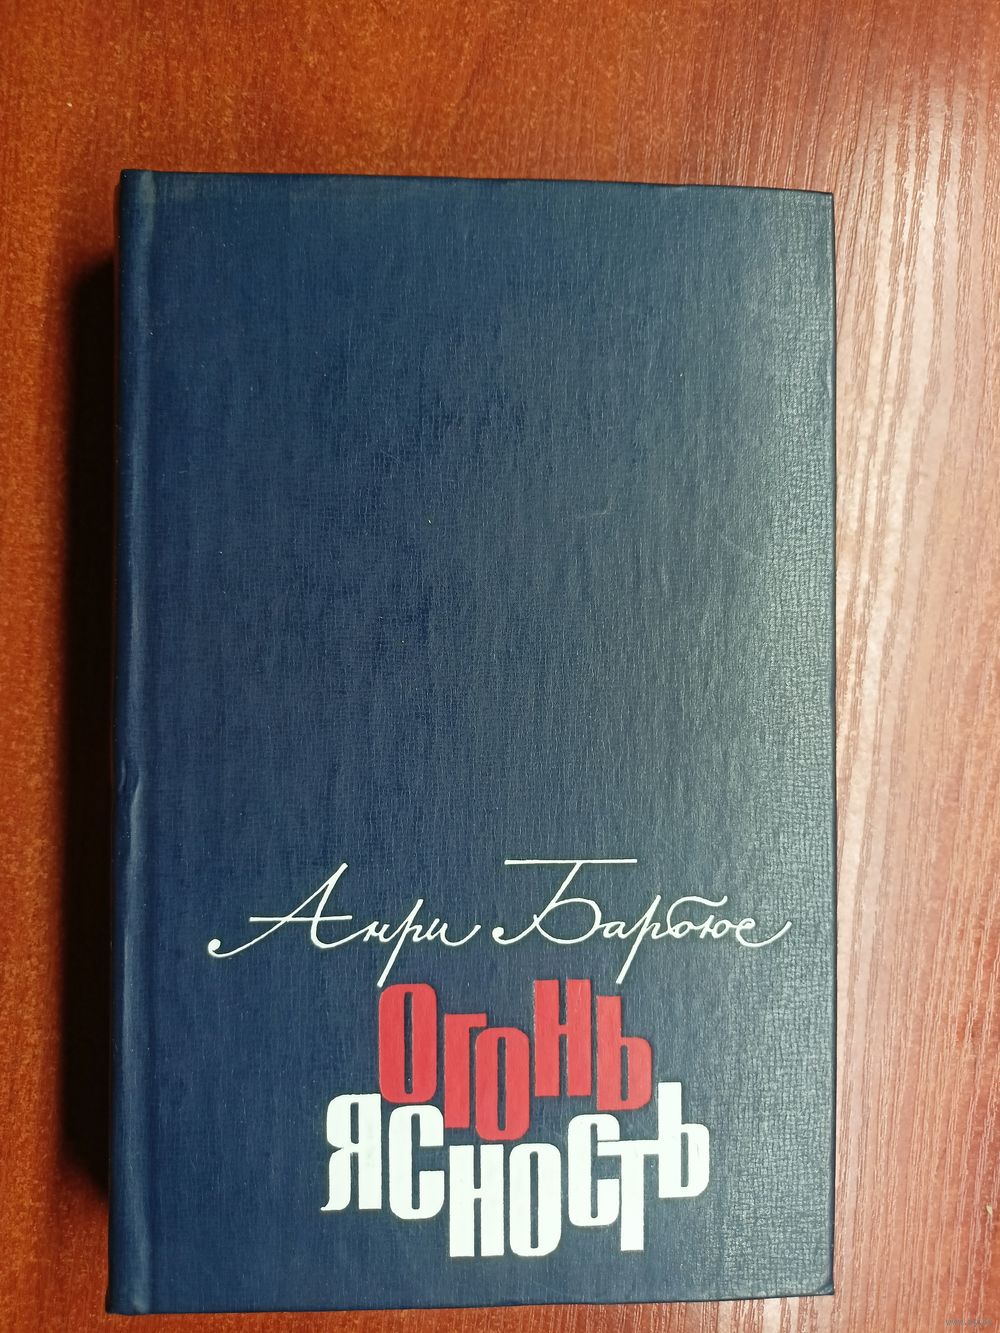 Анри Барбюс
Огонь
Ясность